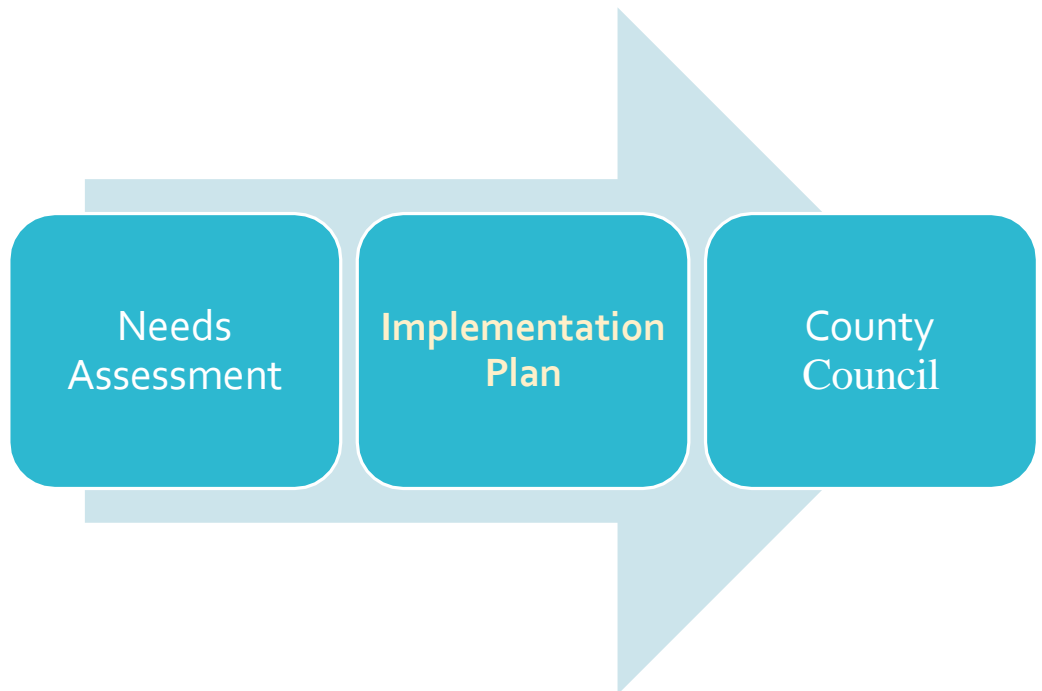 Needs
Assessment
Implementation
Plan
County
Council